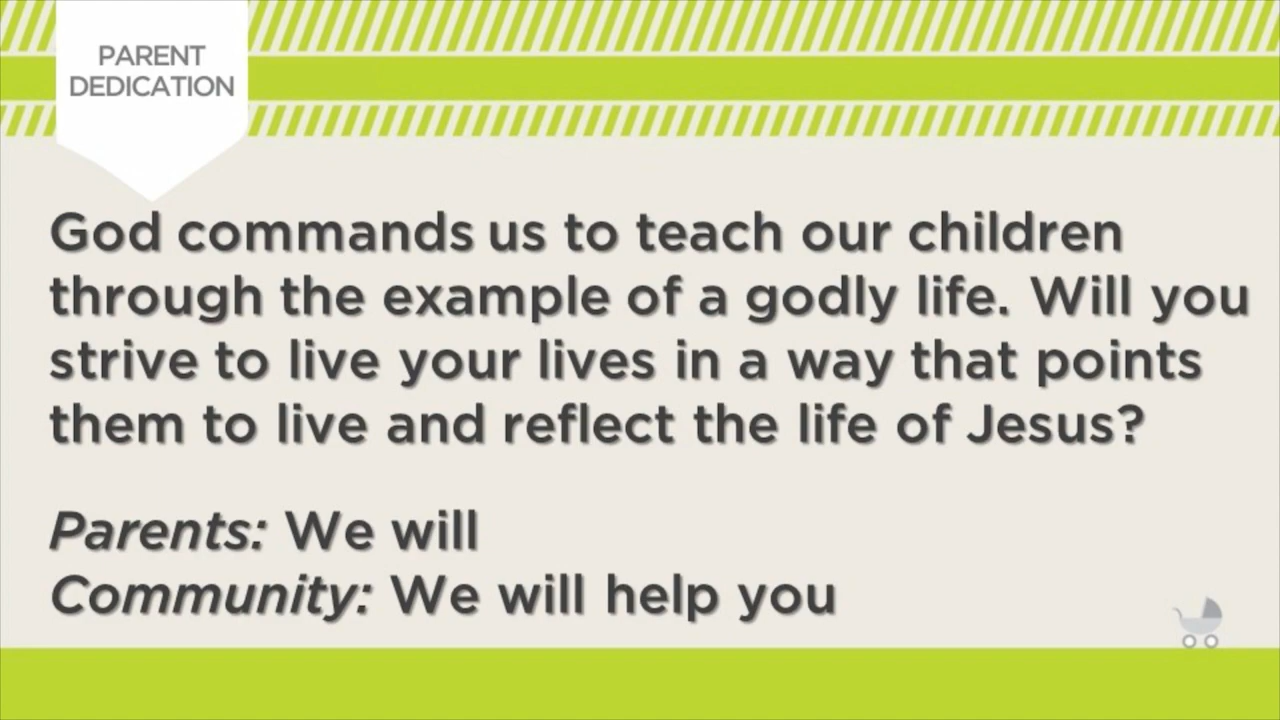 PARENT
DEDICATION
God commands us to teach our children
through the example of a godly life. Will you
strive to live your lives in a way that points
them to live and reflect the life of Jesus?
Parents: We will
Community: We will help you